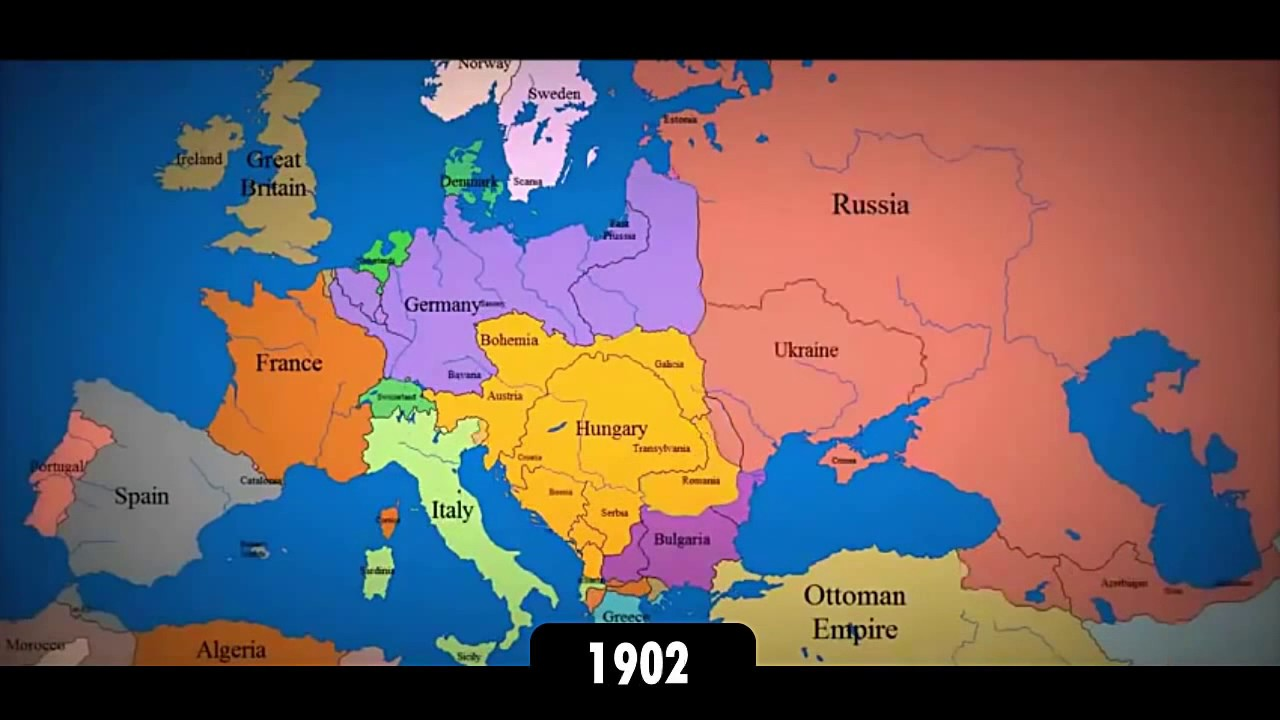 Norway
Sweden
Estonia
Ireland
Great
Britain
Denmark
Scania
Russia
East
Prussia
Germany
Bohemia
Ukraine
France
Galicia
Bavaria
Switzerland
Austria
Hungary
Transylvania
Croatia
Portugal
Catalonia
Crimea
Spain
Bosnia
Romania
Italy
Serbia
Corsica
Bulgaria
Sardinia
Azerbaijan
Ottoman
Empire
Greece
Morocco
Algeria
Sicily
1902